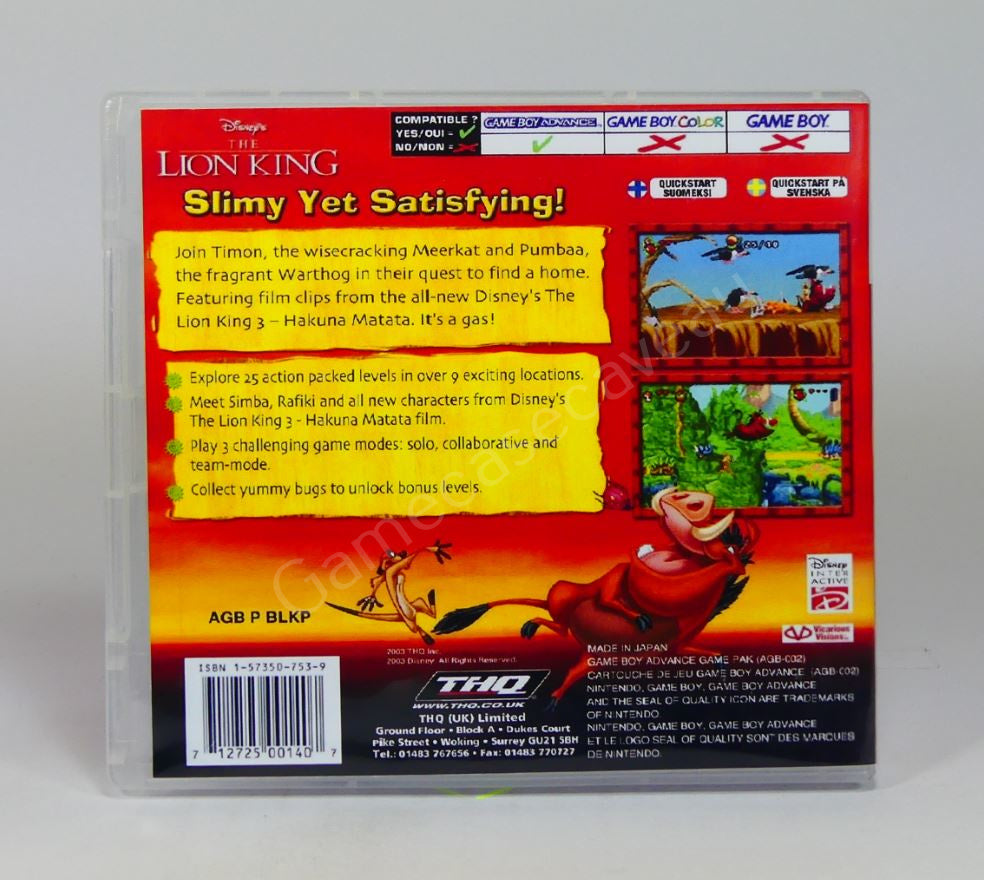 Disney's
THE
LION KING
COMPATIBLE ?
YES/OUI =
NO/NON =
GAME BOY ADVANCE
GAME BOY COLOR
GAME BOY
QUICKSTART
SUOMEKSI
QUICKSTART PÅ
SVENSKA
Slimy Yet Satisfying!
Join Timon, the wisecracking Meerkat and Pumbaa,
the fragrant Warthog in their quest to find a home.
Featuring film clips from the all-new Disney's The
Lion King 3 – Hakuna Matata. It's a gas!
Explore 25 action packed levels in over 9 exciting locations.
Meet Simba, Rafiki and all new characters from Disney's
The Lion King 3 - Hakuna Matata film.
Play 3 challenging game modes: solo, collaborative and
team-mode.
Collect yummy bugs to unlock bonus levels.
Gamecasecave.eu
Disney
INTER
ACTIVE
Vicarious
Visions
AGB P BLKP
ISBN 1-57350-753-9
7 12725 00140 7
2003 THQ Inc.
2003 Disney. All Rights Reserved.
THQ
WWW.THQ.CO.UK
THQ (UK) Limited
Ground Floor • Block A • Dukes Court
Pike Street • Woking • Surrey GU21 5BH
Tel.: 01483 767656 • Fax: 01483 770727
MADE IN JAPAN
GAME BOY ADVANCE GAME PAK (AGB-002)
CARTOUCHE DE JEU GAME BOY ADVANCE (AGB-002)
NINTENDO, GAME BOY, GAME BOY ADVANCE
AND THE SEAL OF QUALITY ICON ARE TRADEMARKS
OF NINTENDO.
NINTENDO, GAME BOY, GAME BOY ADVANCE
ET LE LOGO SEAL OF QUALITY SONT DES MARQUES
DE NINTENDO.